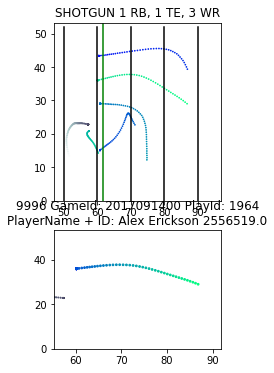 SHOTGUN 1 RB, 1 TE, 3 WR
50
40
30
20
10
0
50 60 70 80 90
9996 GameId: 2017091400 PlayId: 1964
PlayerName + ID: Alex Erickson 2556519.0
40
20
0
60 70 80 90